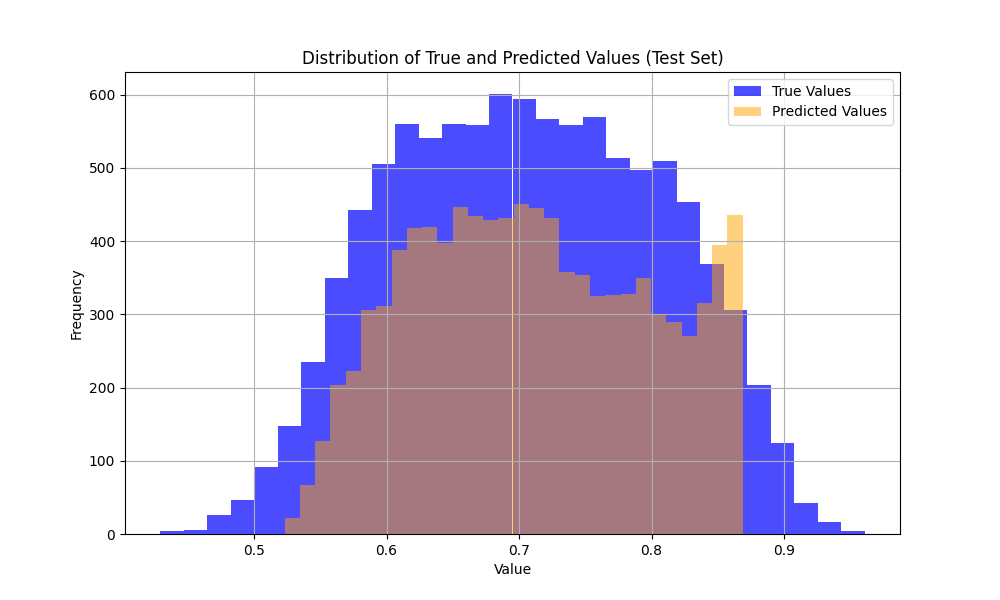 Distribution of True and Predicted Values (Test Set)
True Values
Predicted Values
600
500
400
300
200
100
0
Frequency
0.5 0.6 0.7 0.8 0.9
Value